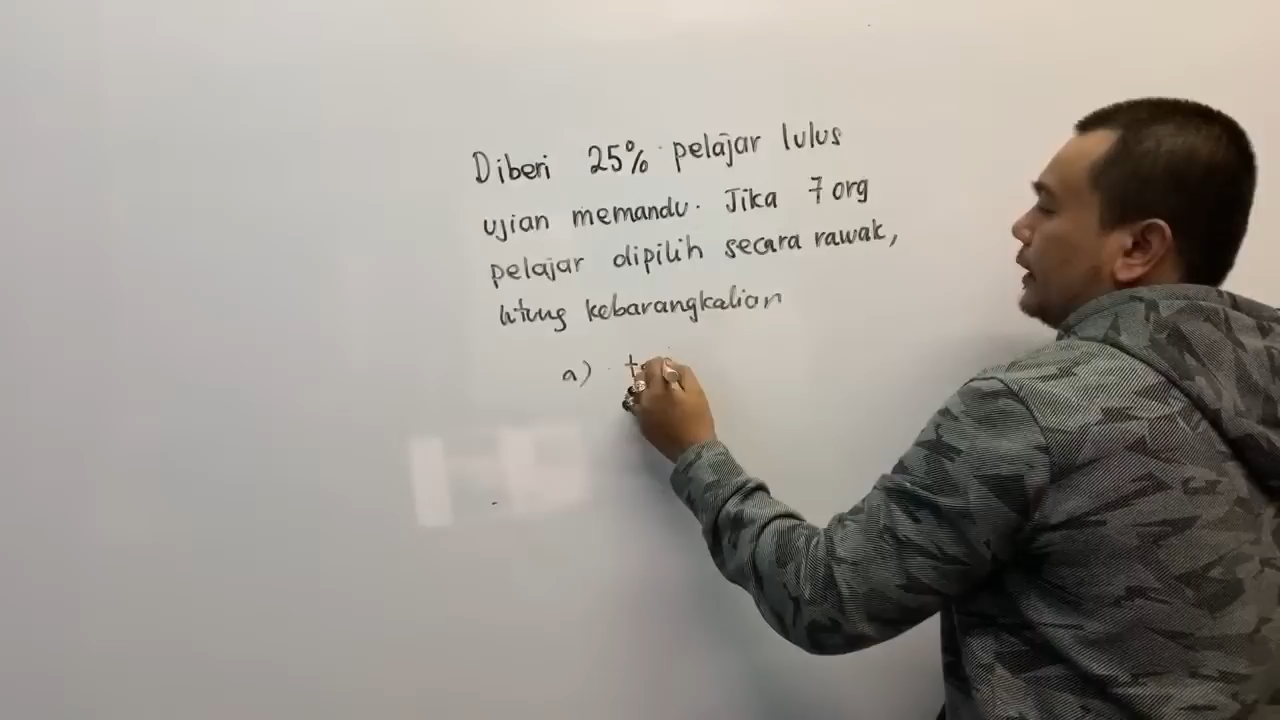 Diberi 25% pelajar lulus
ujian memandu. Jika 7 org
pelajar dipilih secara rawak,
hitung kebarangkalian
a) t